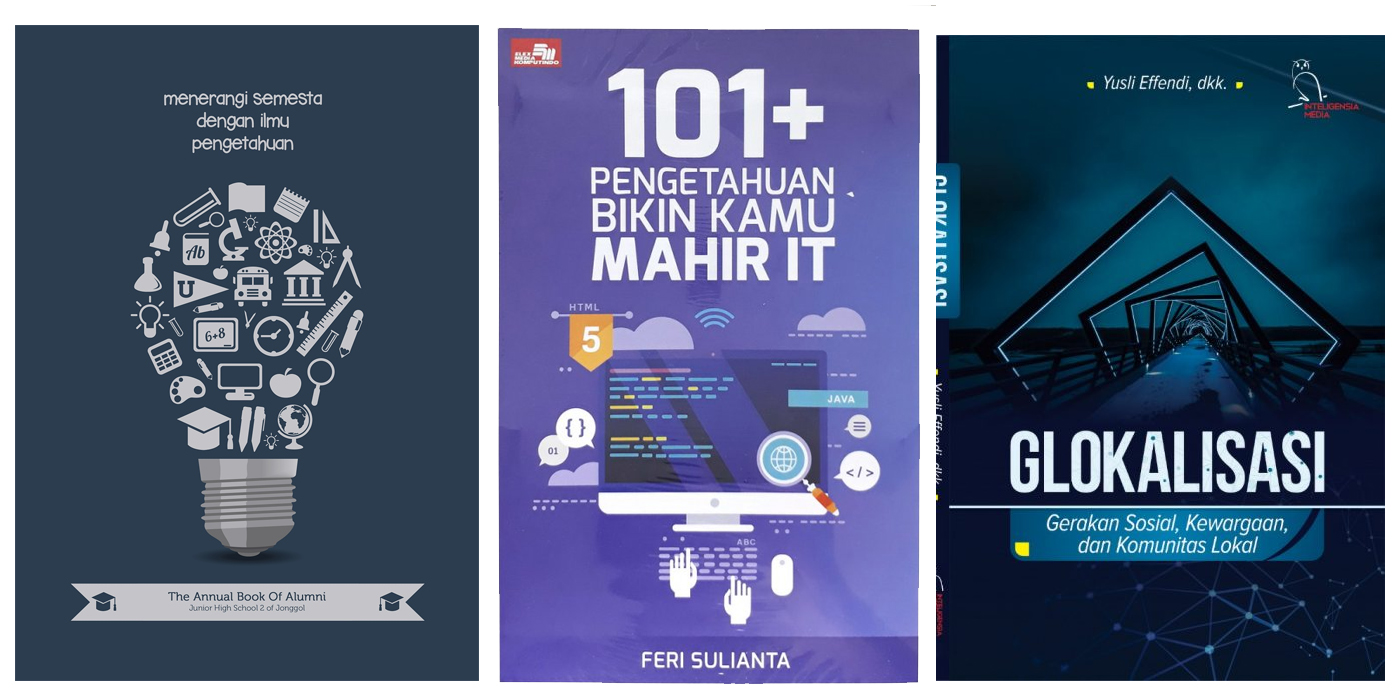 menerangi semesta
dengan ilmu
pengetahuan
Ab
U
6+8
The Annual Book Of Alumni
Junior High School 2 of Jonggol
ELEX
MEDIA
KOMPUTINDO
101+
PENGETAHUAN
BIKIN KAMU
MAHIR IT
HTML
5
JAVA
{ }
01
</>
ABC
FERI SULIANTA
Yusli Effendi, dkk.
INTELIGENSIA
MEDIA
GLOKALISASI
Yusli Effendi, dkk.
INTELIGENSIA
GLOKALISASI
Gerakan Sosial, Kewargaan,
dan Komunitas Lokal